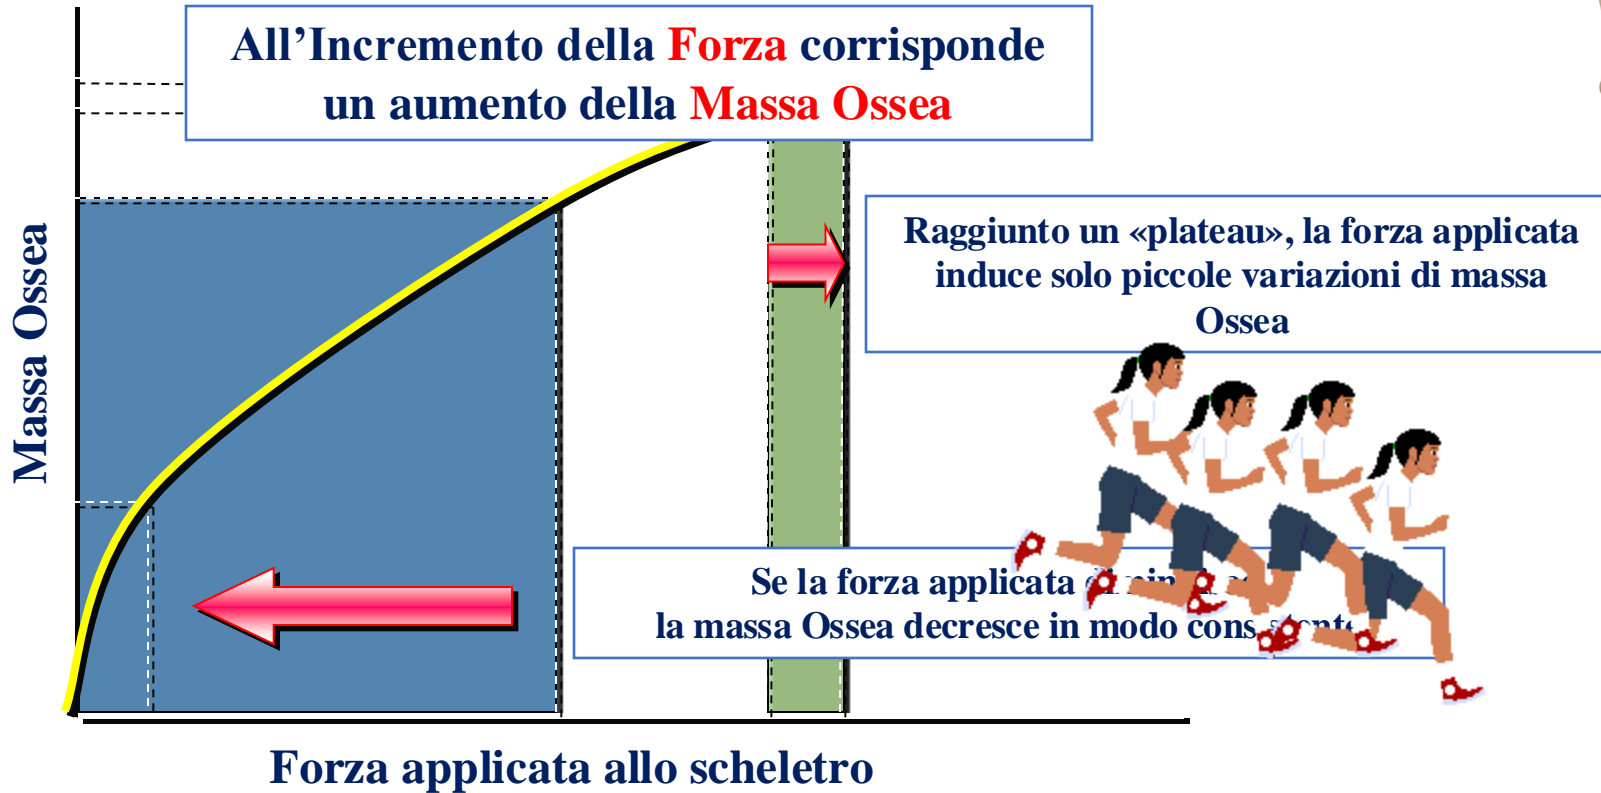 All’Incremento della Forza corrisponde
un aumento della Massa Ossea
Raggiunto un «plateau», la forza applicata
induce solo piccole variazioni di massa
Ossea
Massa Ossea
Se la forza applicata
la massa Ossea decresce in modo
Forza applicata allo scheletro